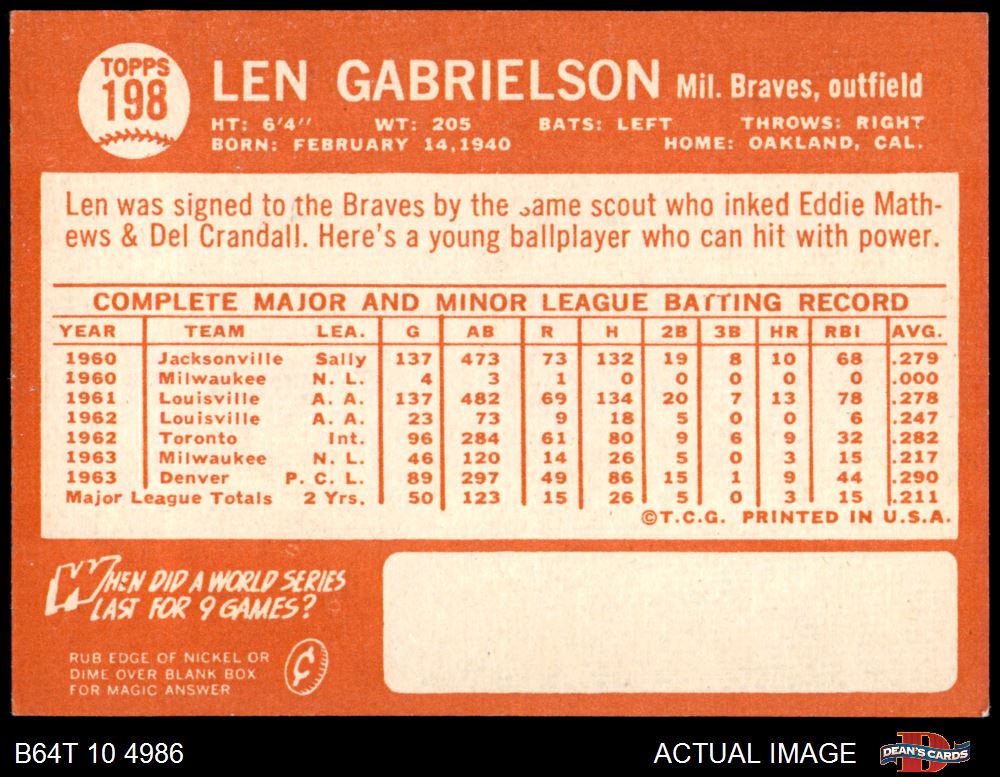 TOPPS
198
LEN GABRIELSON Mil. Braves, outfield
HT: 6'4" WT: 205 BATS: LEFT THROWS: RIGHT
BORN: FEBRUARY 14, 1940 HOME: OAKLAND, CAL.
Len was signed to the Braves by the same scout who inked Eddie Math-
ews & Del Crandall. Here's a young ballplayer who can hit with power.
COMPLETE MAJOR AND MINOR LEAGUE BATTING RECORD
YEAR TEAM LEA. G AB R H 2B 3B HR RBI AVG.
1960 Jacksonville Sally 137 473 73 132 19 8 10 68 .279
1960 Milwaukee N. L. 4 3 1 0 0 0 0 0 .000
1961 Louisville A. A. 137 482 69 134 20 7 13 78 .278
1962 Louisville A. A. 23 73 9 18 5 0 0 6 .247
1962 Toronto Int. 96 284 61 80 9 6 9 32 .282
1963 Milwaukee N. L. 46 120 14 26 5 0 3 15 .217
1963 Denver P. C. L. 89 297 49 86 15 1 9 44 .290
Major League Totals 2 Yrs. 50 123 15 26 5 0 3 15 .211
©T.C.G. PRINTED IN U.S.A.
WHEN DID A WORLD SERIES
LAST FOR 9 GAMES?
RUB EDGE OF NICKEL OR
DIME OVER BLANK BOX
FOR MAGIC ANSWER
¢
B64T 10 4986 ACTUAL IMAGE DEAN'S CARDS